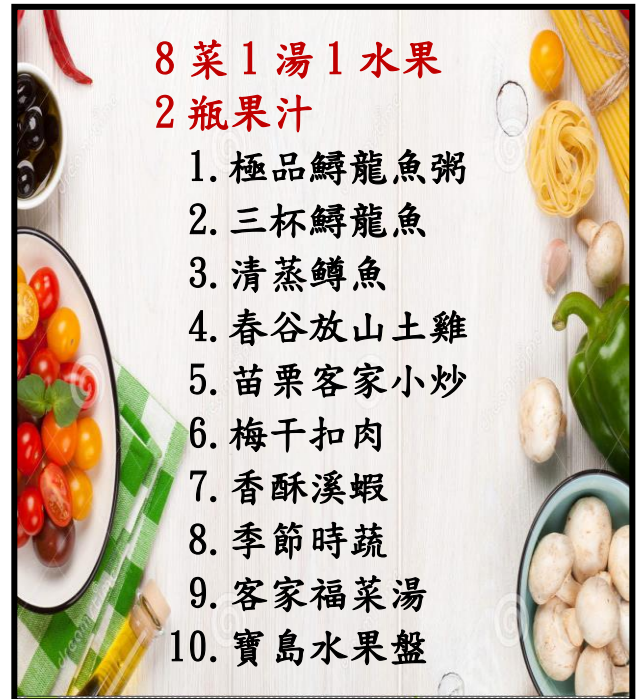 8菜1湯1水果
2瓶果汁
1.極品鱘龍魚粥
2.三杯鱘龍魚
3.清蒸鱒魚
4.春谷放山土雞
5.苗栗客家小炒
6.梅干扣肉
7.香酥溪蝦
8.季節時蔬
9.客家福菜湯
10.寶島水果盤